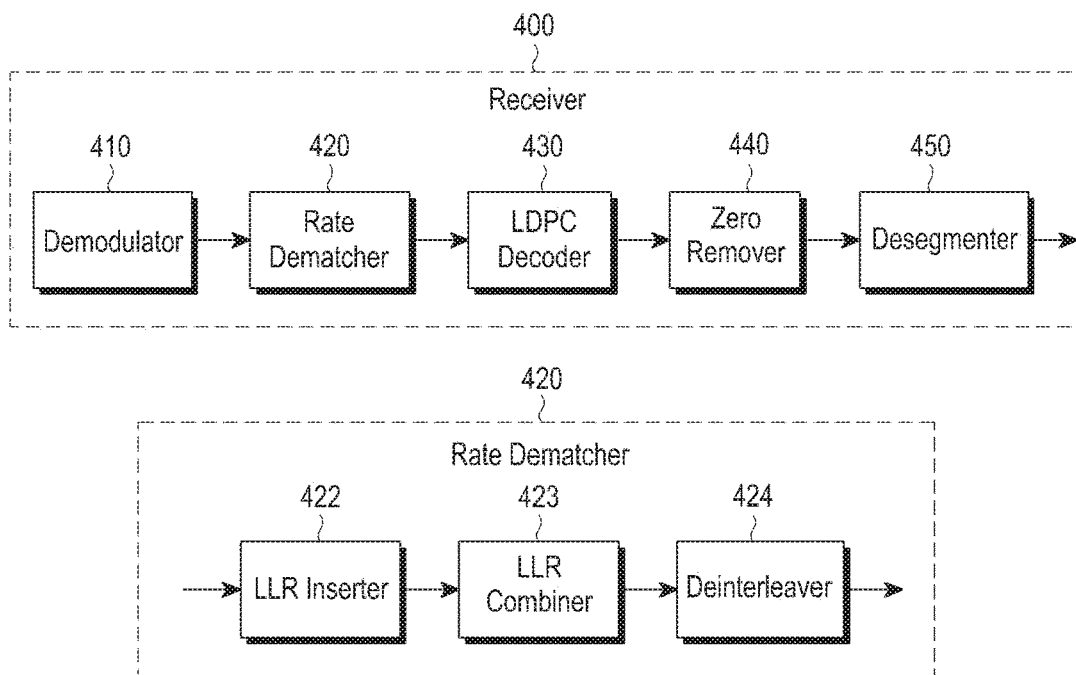 400
Receiver
410
420
430
440
450
Demodulator
Rate
Dematcher
LDPC
Decoder
Zero
Remover
Desegmenter
420
Rate Dematcher
422
423
424
LLR Inserter
LLR
Combiner
Deinterleaver